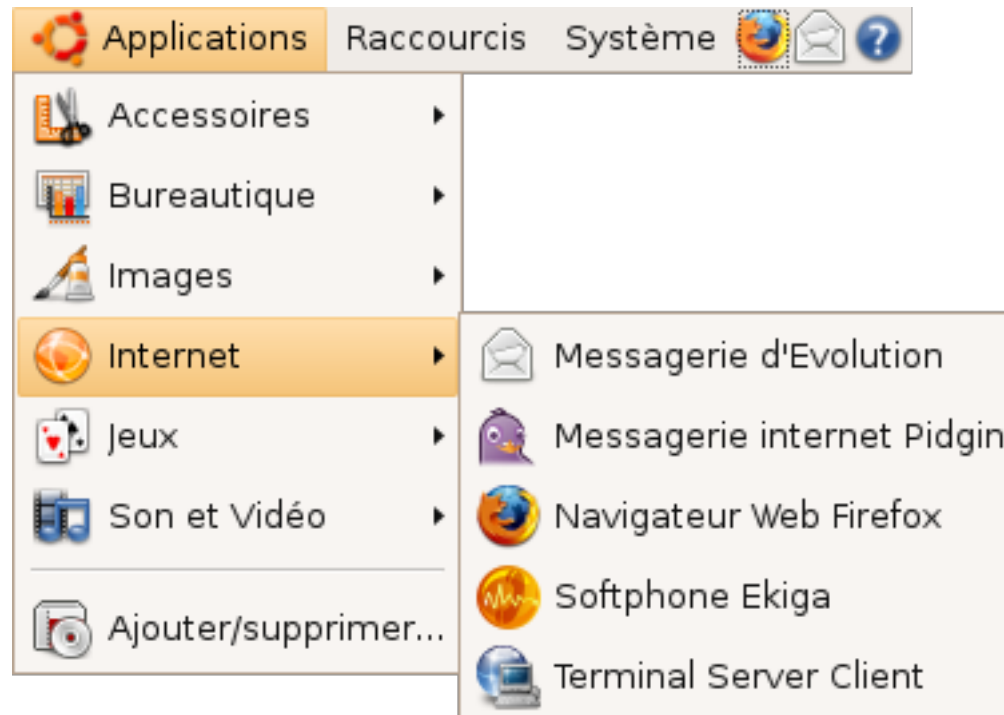 Applications Raccourcis Système
Accessoires
Bureautique
Images
Internet
Jeux
Son et Vidéo
Ajouter/supprimer...
Messagerie d'Evolution
Messagerie internet Pidgin
Navigateur Web Firefox
Softphone Ekiga
Terminal Server Client